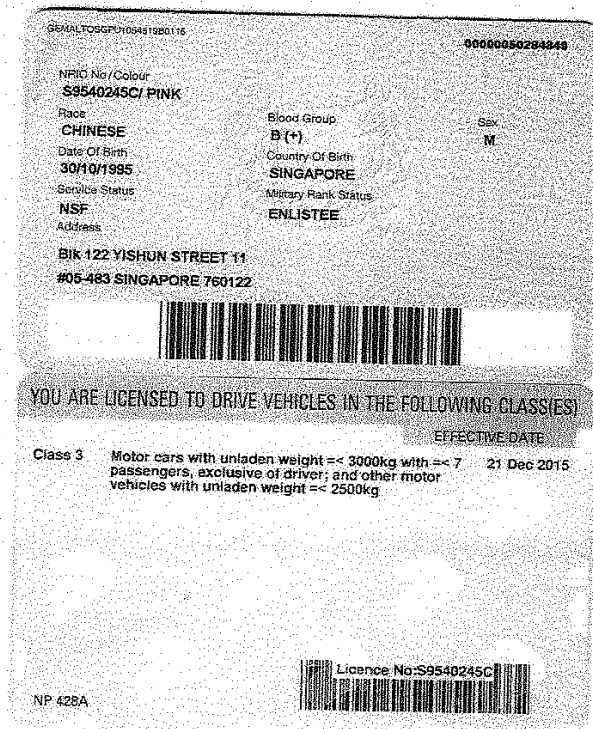 GEMALTOSGPU1054519B0116
00000050284848
NRIC No/Colour
S9540245C/ PINK
Race
Blood Group
Sex
CHINESE
B (+)
M
Date Of Birth
Country Of Birth
30/10/1995
SINGAPORE
Service Status
Military Rank Status
NSF
ENLISTEE
Address
Blk 122 YISHUN STREET 11
#05-483 SINGAPORE 760122
YOU ARE LICENSED TO DRIVE VEHICLES IN THE FOLLOWING CLASS(ES)
EFFECTIVE DATE
Class 3 Motor cars with unladen weight =< 3000kg with =< 7 21 Dec 2015
passengers, exclusive of driver; and other motor
vehicles with unladen weight =< 2500kg
Licence No:S9540245C
NP 428A